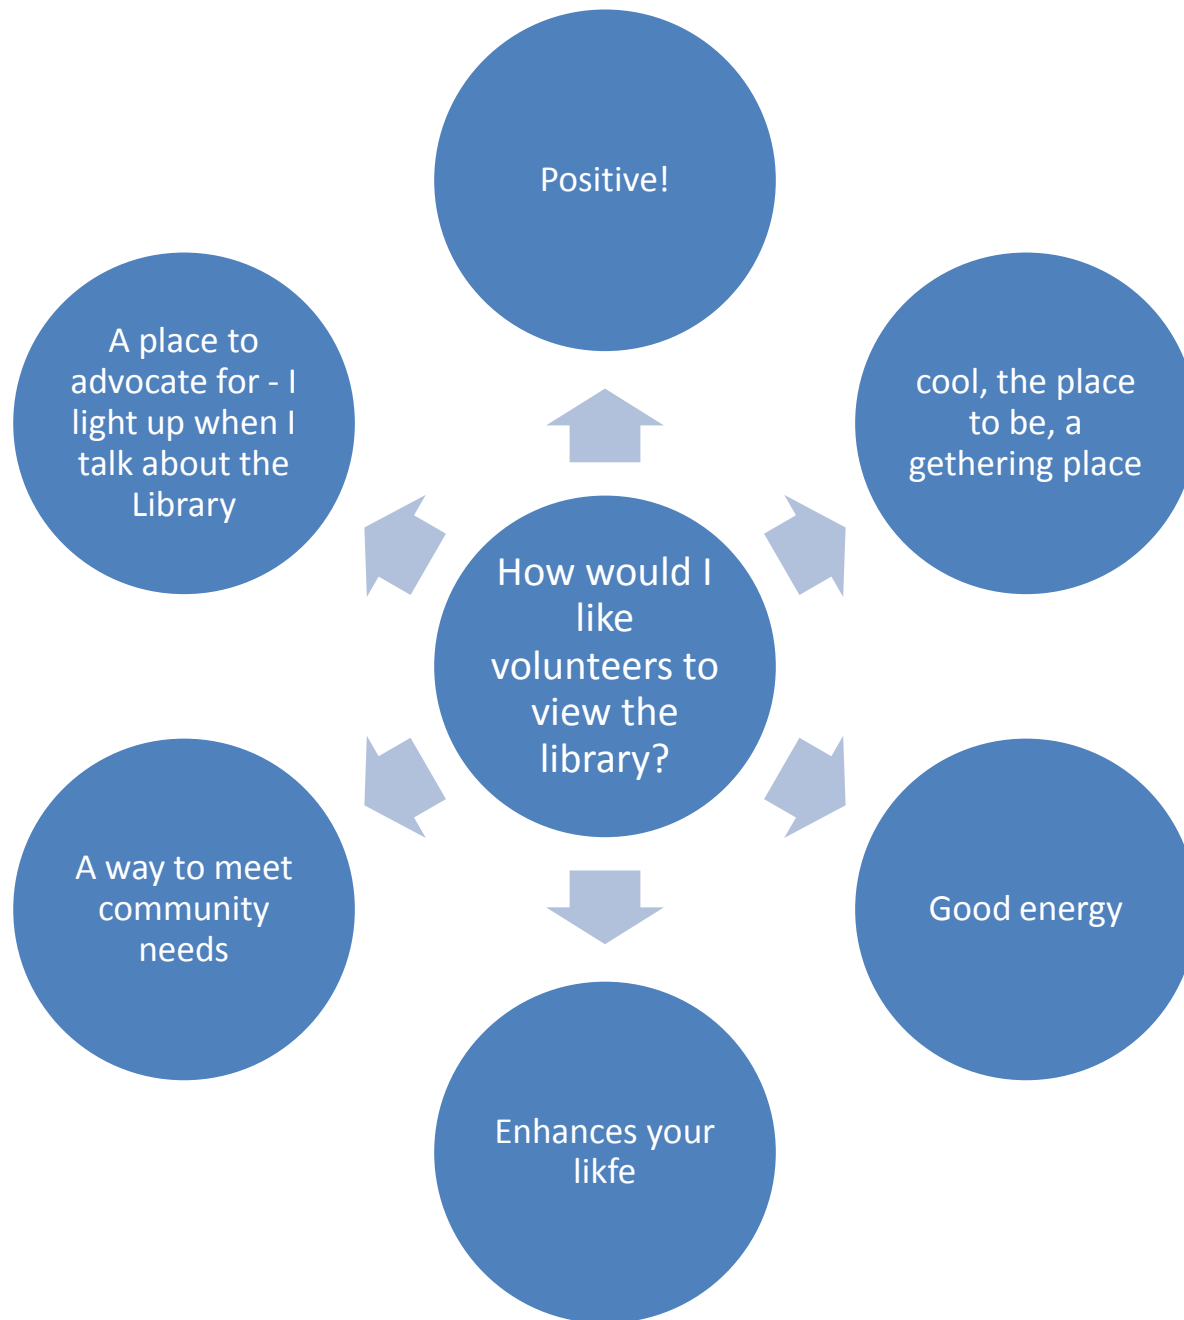 Positive!
A place to
advocate for - I
light up when I
talk about the
Library
cool, the place
to be, a
gethering place
How would I
like
volunteers to
view the
library?
A way to meet
community
needs
Good energy
Enhances your
likfe